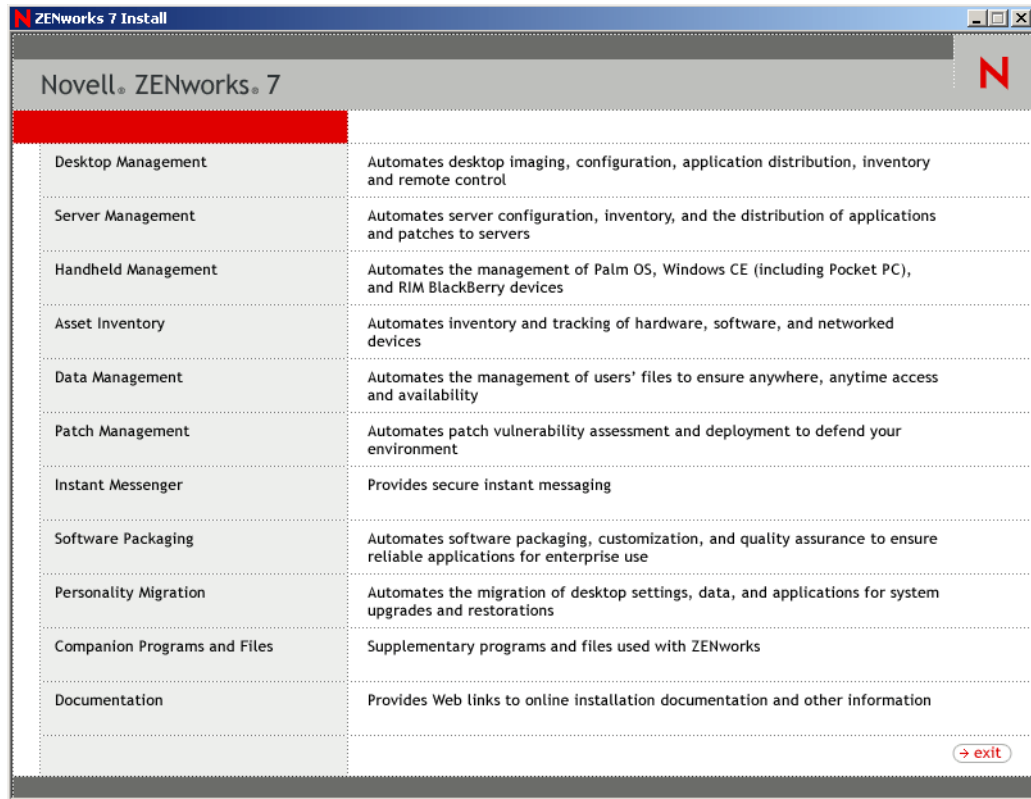 ZENworks 7 Install
Novell® ZENworks® 7
N
Desktop Management
Automates desktop imaging, configuration, application distribution, inventory
and remote control
Server Management
Automates server configuration, inventory, and the distribution of applications
and patches to servers
Handheld Management
Automates the management of Palm OS, Windows CE (including Pocket PC),
and RIM BlackBerry devices
Asset Inventory
Automates inventory and tracking of hardware, software, and networked
devices
Data Management
Automates the management of users’ files to ensure anywhere, anytime access
and availability
Patch Management
Automates patch vulnerability assessment and deployment to defend your
environment
Instant Messenger
Provides secure instant messaging
Software Packaging
Automates software packaging, customization, and quality assurance to ensure
reliable applications for enterprise use
Personality Migration
Automates the migration of desktop settings, data, and applications for system
upgrades and restorations
Companion Programs and Files
Supplementary programs and files used with ZENworks
Documentation
Provides Web links to online installation documentation and other information
→ exit